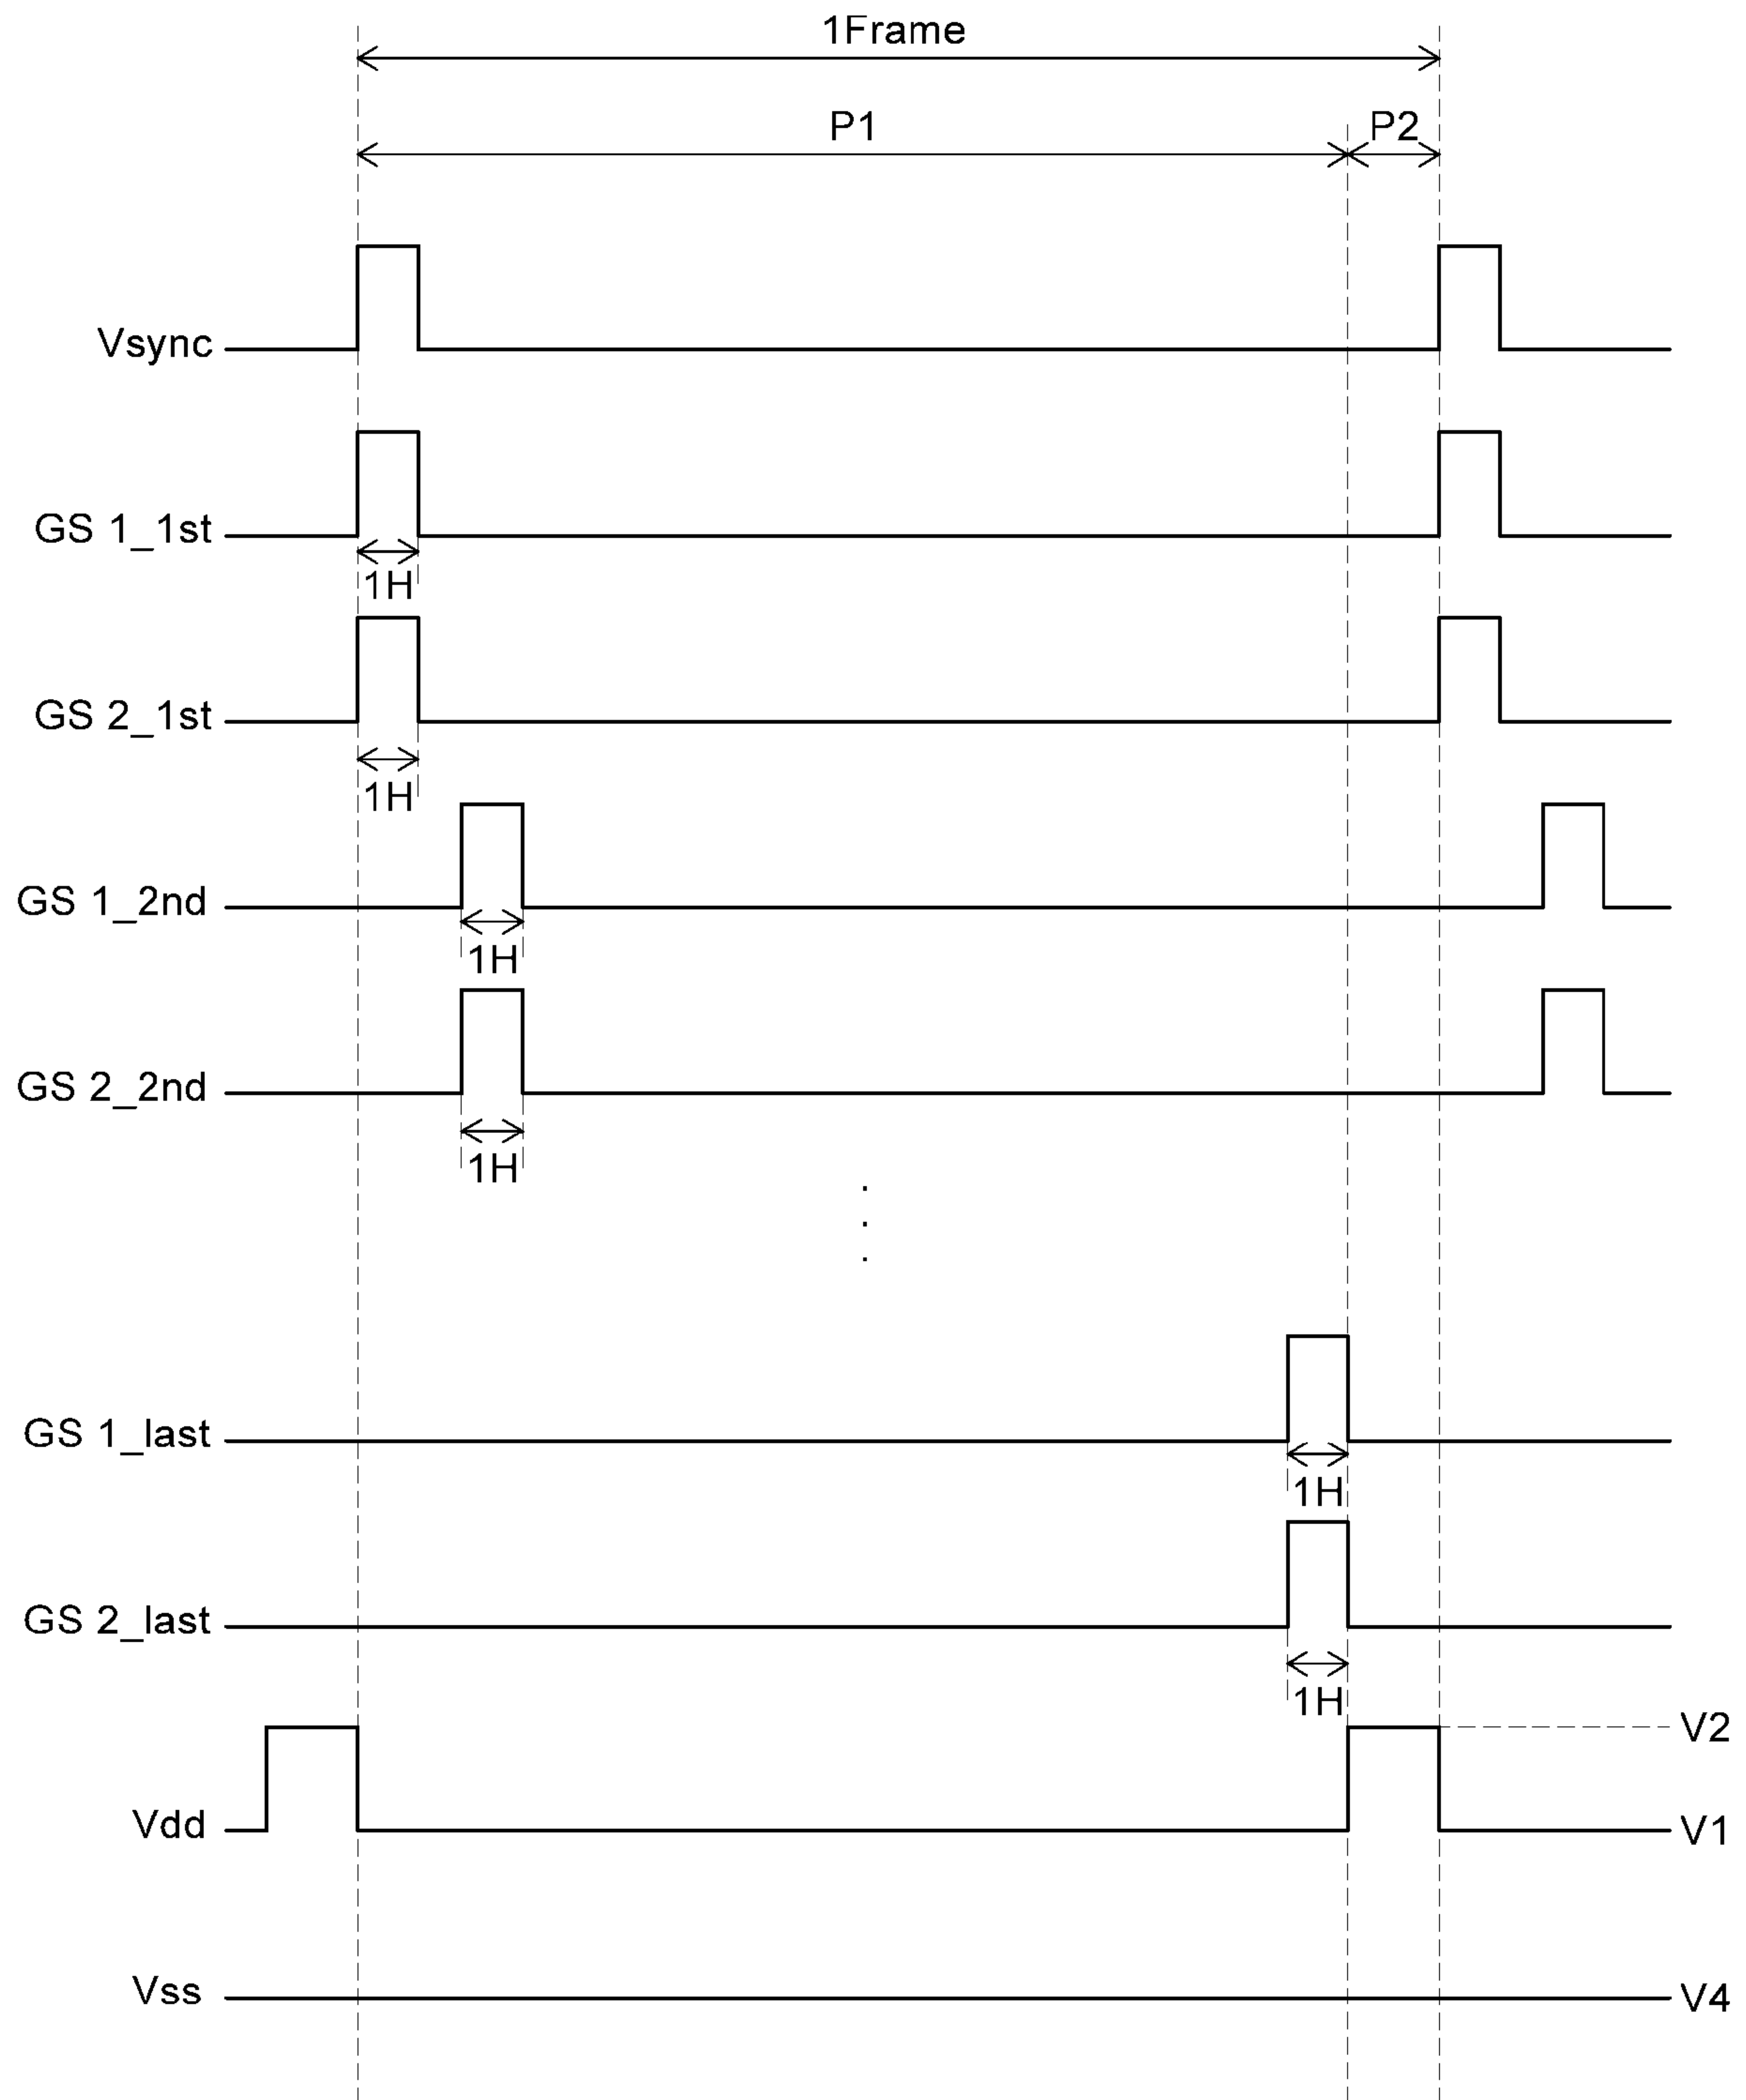 1Frame
P1 P2
Vsync
GS 1_1st
1H
GS 2_1st
1H
GS 1_2nd
1H
GS 2_2nd
1H
GS 1_last
1H
GS 2_last
1H
V2
Vdd V1
Vss V4